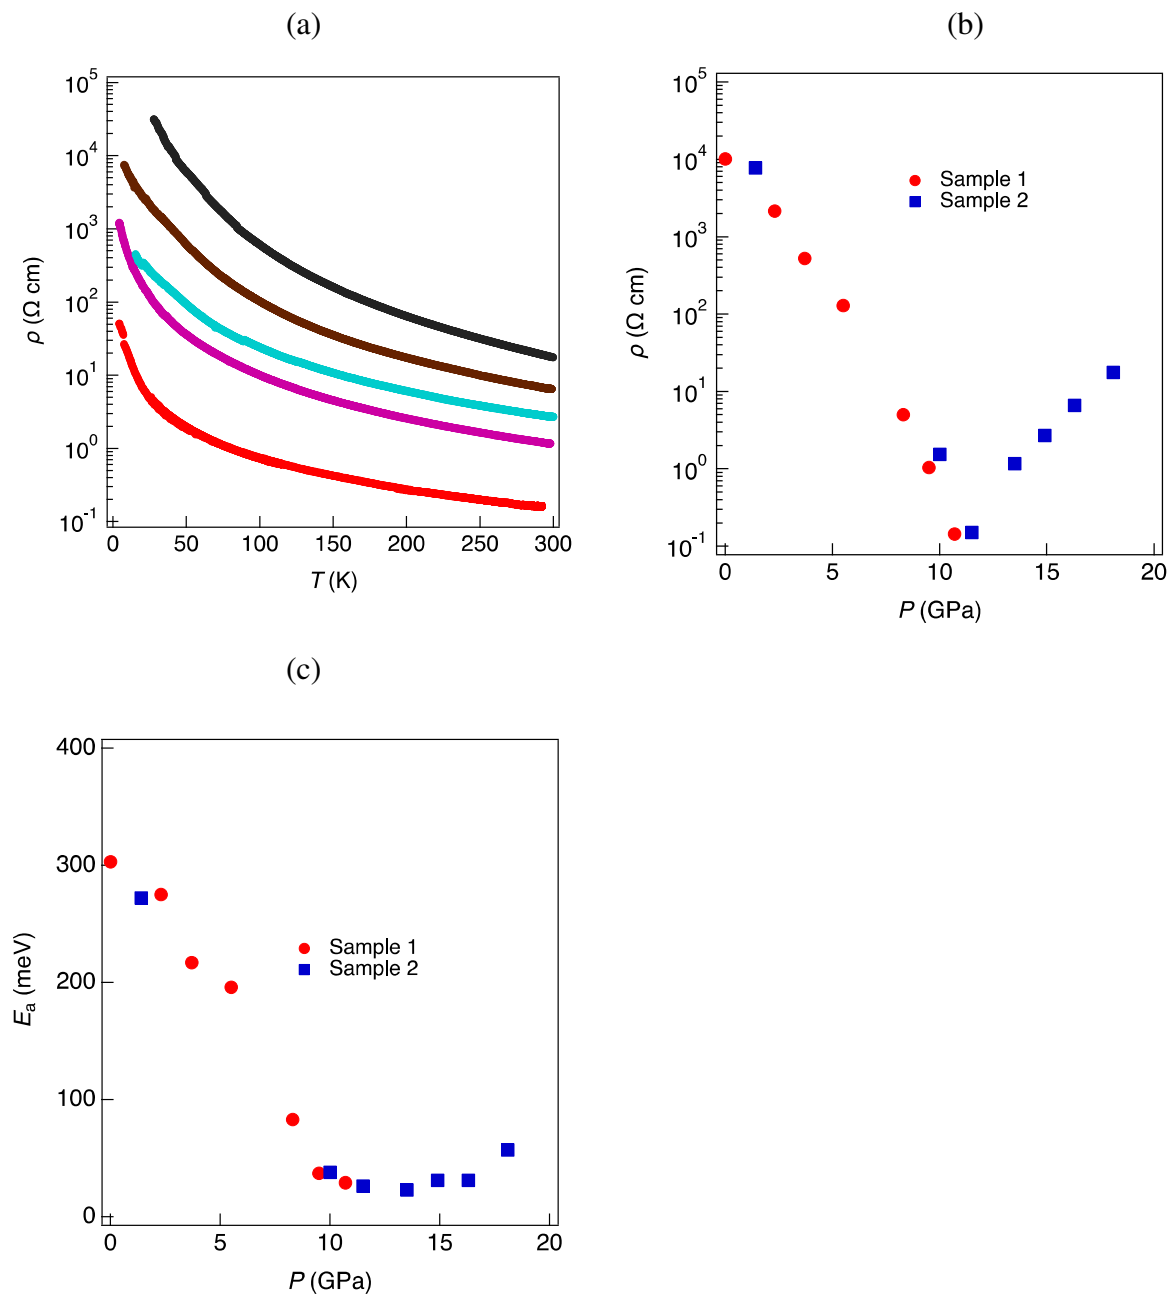 (a)
10^5
10^4
10^3
10^2
10^1
10^0
10^-1
ρ (Ω cm)
0 50 100 150 200 250 300
T (K)
(b)
10^5
10^4
10^3
10^2
10^1
10^0
10^-1
ρ (Ω cm)
Sample 1
Sample 2
0 5 10 15 20
P (GPa)
(c)
400
300
200
100
0
E_a (meV)
Sample 1
Sample 2
0 5 10 15 20
P (GPa)